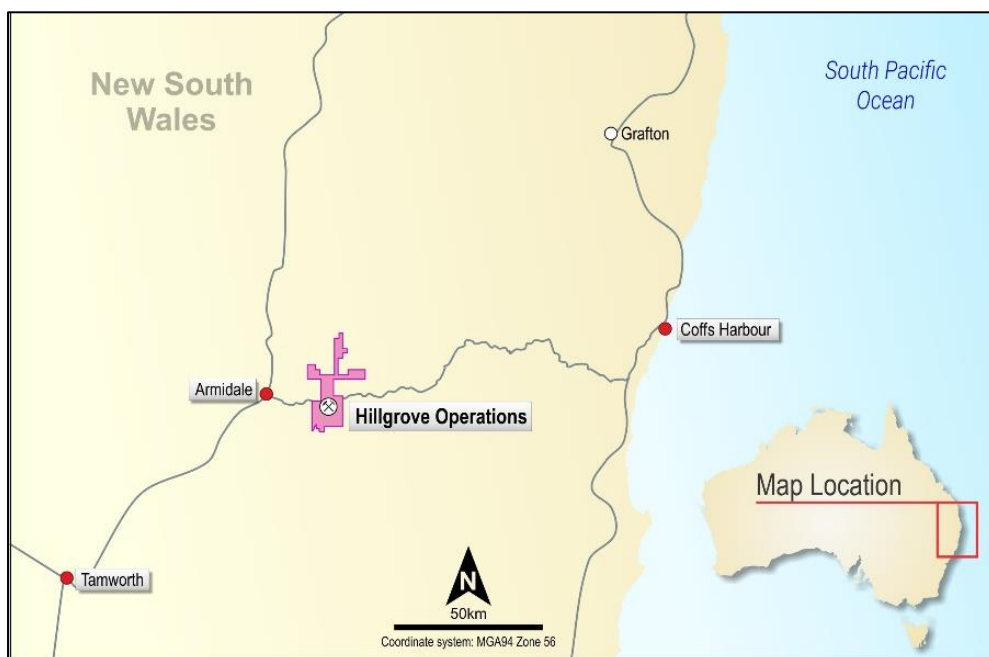 New South
Wales
South Pacific
Ocean
Grafton
Coffs Harbour
Armidale
Hillgrove Operations
Map Location
Tamworth
N
50km
Coordinate system: MGA94 Zone 56